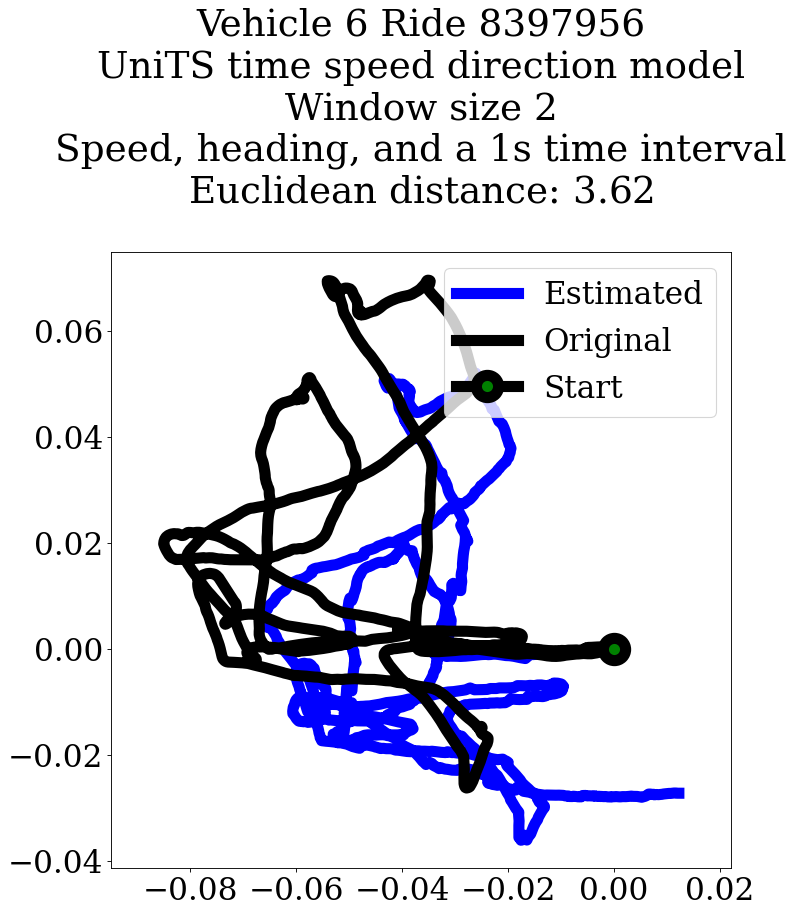 Vehicle 6 Ride 8397956
UniTS time speed direction model
Window size 2
Speed, heading, and a 1s time interval
Euclidean distance: 3.62
Estimated
Original
Start
0.06
0.04
0.02
0.00
−0.02
−0.04
−0.08 −0.06 −0.04 −0.02 0.00 0.02